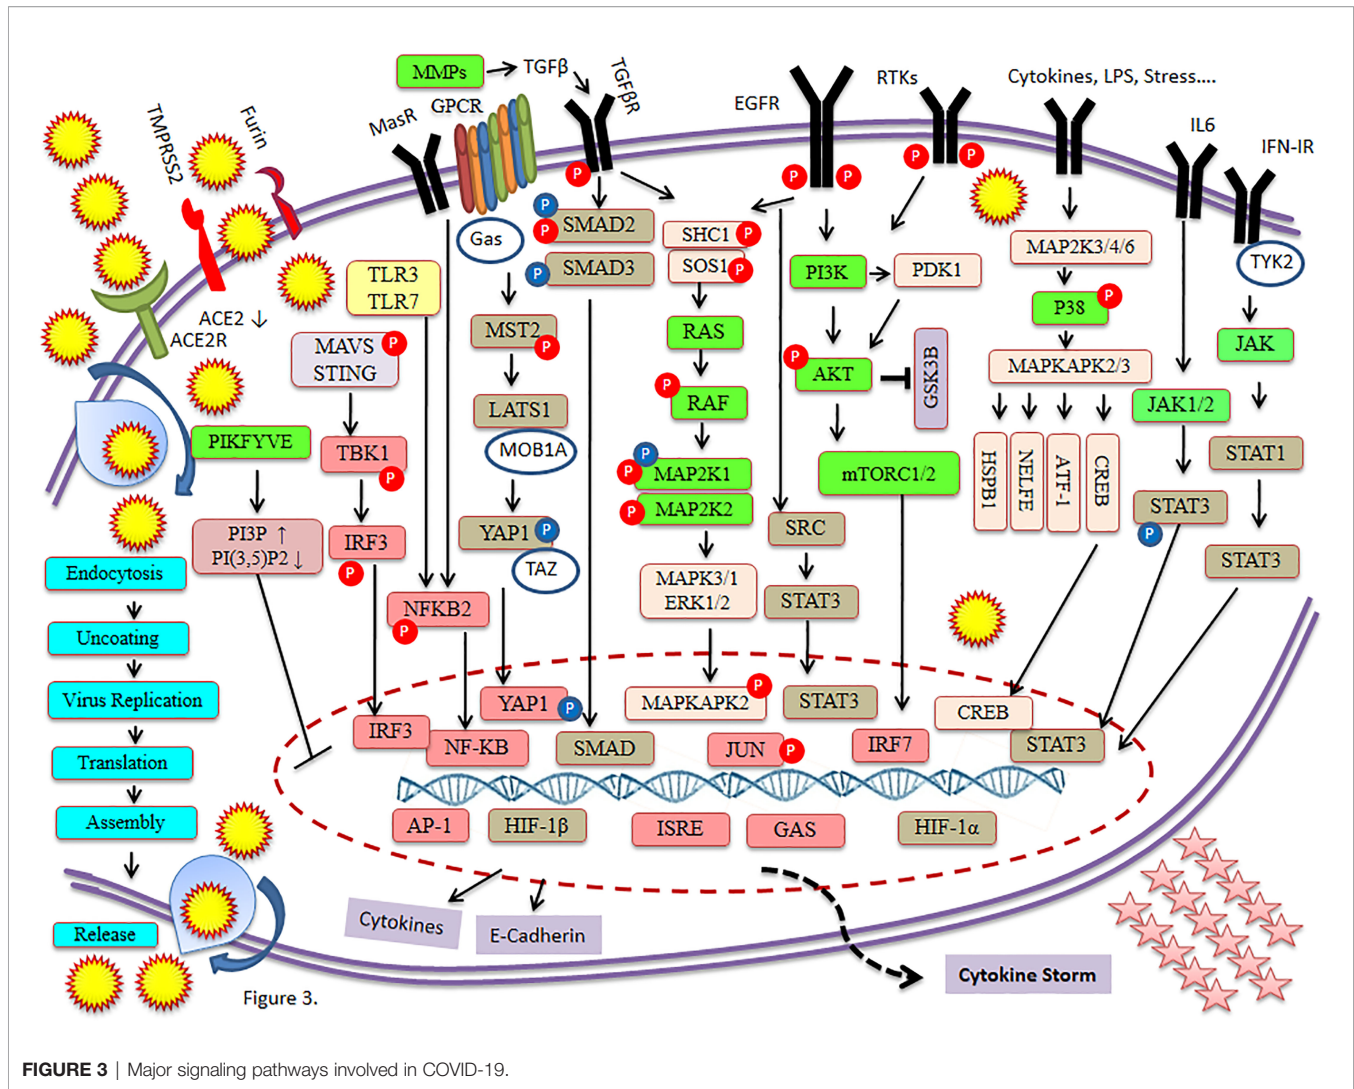 MMPs
TGFβ
TGFβR
GPCR
MasR
EGFR
RTKs
Cytokines, LPS, Stress....
IL6
IFN-IR
TMPRSS2
Furin
P
P
P
P
P
Gas
P
P
SMAD2
P
SMAD3
SHC1
P
SOS1
P
PI3K
PDK1
MAP2K3/4/6
TYK2
TLR3
TLR7
ACE2 ↓
ACE2R
MAVS
STING
P
MST2
P
RAS
P38
P
JAK
P
AKT
GSK3B
MAPKAPK2/3
P
RAF
LATS1
MOB1A
JAK1/2
PIKFYVE
TBK1
P
P
P
MAP2K1
P
MAP2K2
mTORC1/2
HSPB1
NELFE
ATF-1
CREB
STAT1
STAT3
P
PI3P ↑
PI(3,5)P2 ↓
IRF3
P
YAP1
P
TAZ
SRC
STAT3
Endocytosis
MAPK3/1
ERK1/2
STAT3
NFKB2
P
Uncoating
Virus Replication
YAP1
P
MAPKAPK2
P
STAT3
CREB
IRF3
NF-KB
SMAD
JUN
P
IRF7
STAT3
Translation
Assembly
AP-1
HIF-1β
ISRE
GAS
HIF-1α
Cytokines
E-Cadherin
Release
Cytokine Storm
Figure 3.
FIGURE 3 | Major signaling pathways involved in COVID-19.